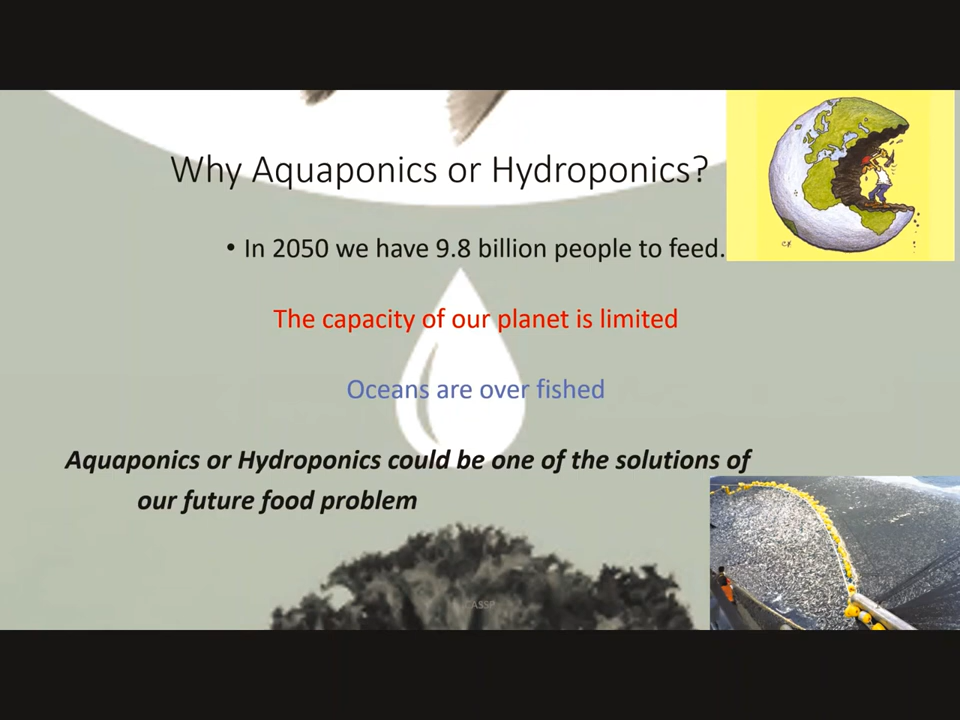 Why Aquaponics or Hydroponics?
• In 2050 we have 9.8 billion people to feed.
The capacity of our planet is limited
Oceans are over fished
Aquaponics or Hydroponics could be one of the solutions of
our future food problem
ASSP